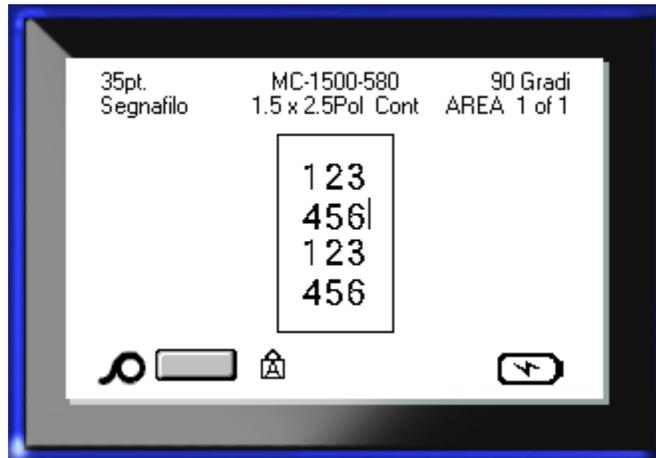 35pt. MC-1500-580 90 Gradi
Segnafilo 1.5 x 2.5Pol Cont AREA 1 of 1
123
456
123
456
A